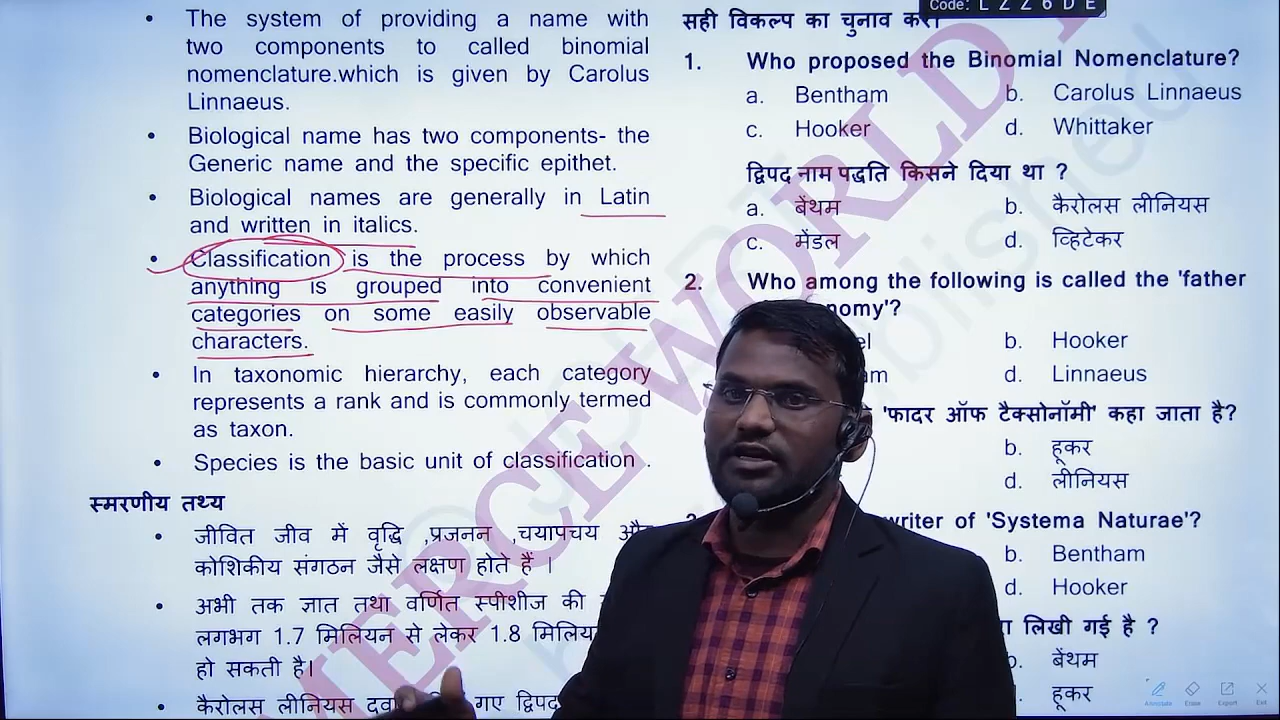 The system of providing a name with
two components to called binomial
nomenclature.which is given by Carolus
Linnaeus.
Biological name has two components- the
Generic name and the specific epithet.
Biological names are generally in Latin
and written in italics.
Classification is the process by which
anything is grouped into convenient
categories on some easily observable
characters.
In taxonomic hierarchy, each category
represents a rank and is commonly termed
as taxon.
Species is the basic unit of classification .
स्मरणीय तथ्य
जीवित जीव में वृद्धि ,प्रजनन ,चयापचय
कोशिकीय संगठन जैसे लक्षण होते हैं ।
अभी तक ज्ञात तथा वर्णित स्पीशीज की
लगभग 1.7 मिलियन से लेकर 1.8
हो सकती है।
कैरोलस लीनियस गए
Code: L Z Z 6 D E
सही विकल्प का चुनाव करें
1. Who proposed the Binomial Nomenclature?
a. Bentham b. Carolus Linnaeus
c. Hooker d. Whittaker
द्विपद नाम पद्धति किसने दिया था ?
a. बेंथम b. कैरोलस लीनियस
c. मेंडल d. व्हिटेकर
2. Who among the following is called the 'father
b. Hooker
d. Linnaeus
'फादर ऑफ टैक्सोनॉमी' कहा जाता है?
b. हूकर
d. लीनियस
writer of 'Systema Naturae'?
b. Bentham
d. Hooker
लिखी गई है ?
b. बेंथम
हूकर
Annotate Erase Export Exit